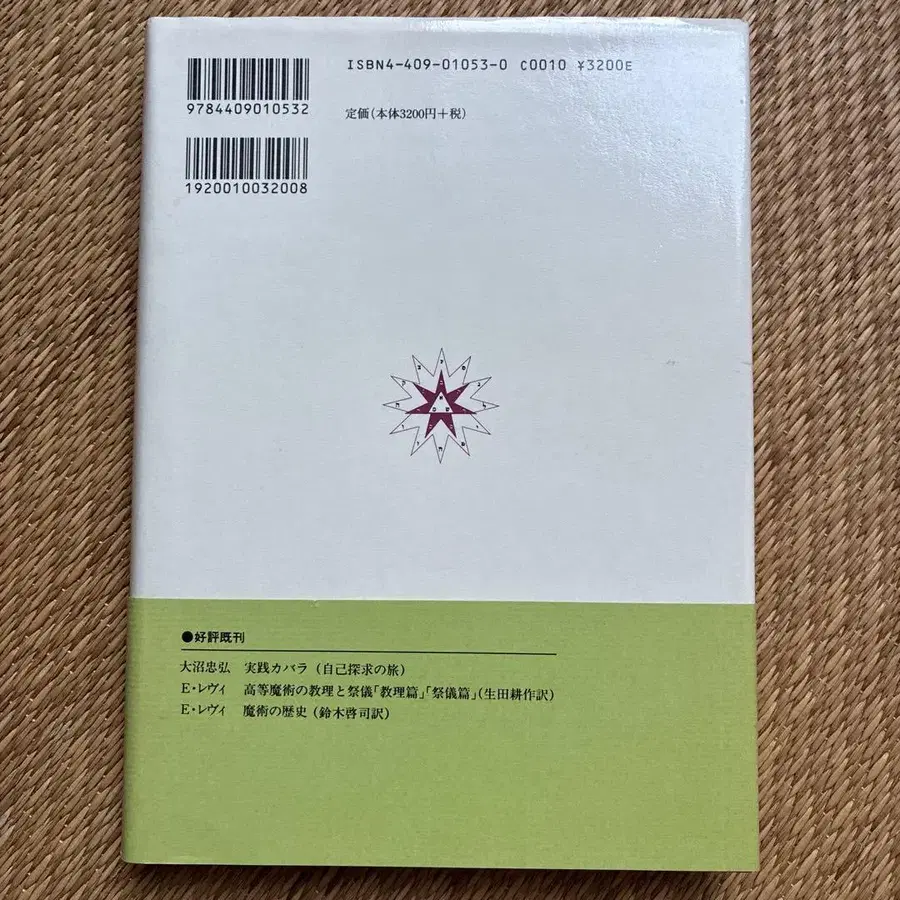 ISBN4-409-01053-0 C0010 ¥3200E
9784409010532
定価(本体3200円+税)
1920010032008
●好評既刊
大沼忠弘 実践カバラ(自己探求の旅)
E・レヴィ 高等魔術の教理と祭儀「教理篇」「祭儀篇」(生田耕作訳)
E・レヴィ 魔術の歴史(鈴木啓司訳)